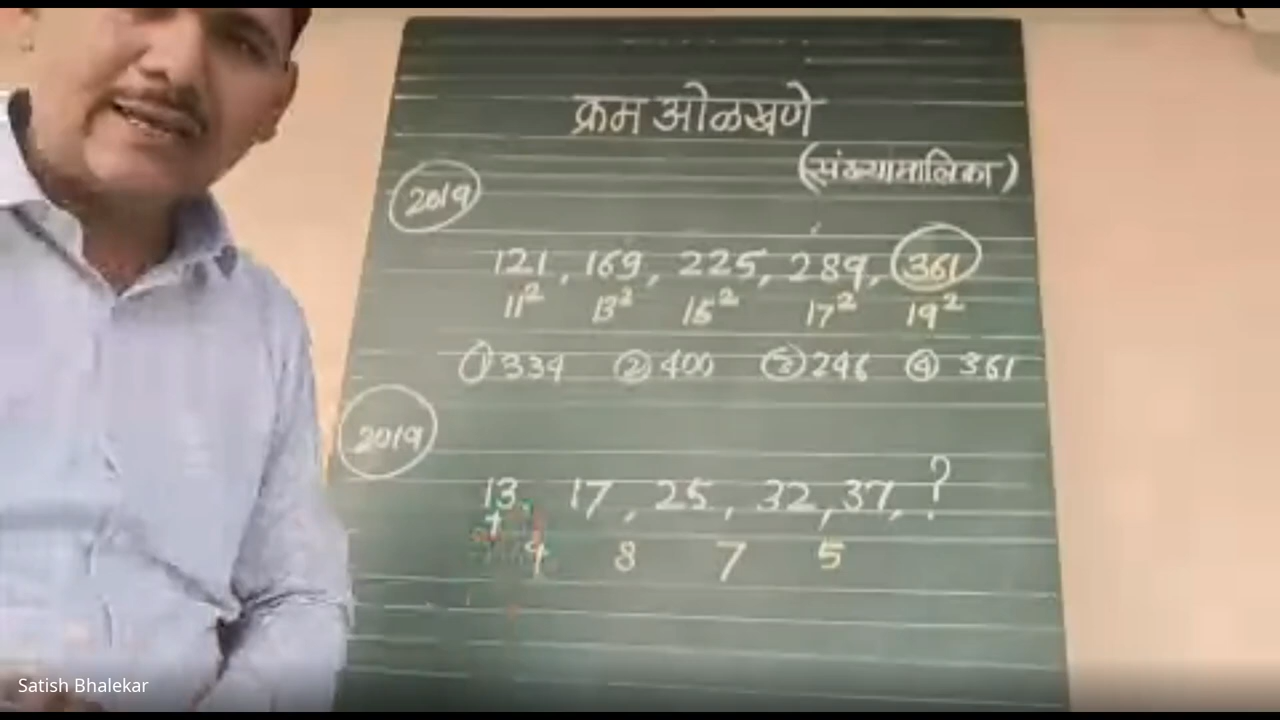 क्रम ओळखणे
(संख्यामालिका)
2019
121, 169, 225, 289, 361
11² 13² 15² 17² 19²
① 334 ② 400 ③ 246 ④ 361
2019
13, 17, 25, 32, 37, ?
+ 4 8 7 5
Satish Bhalekar